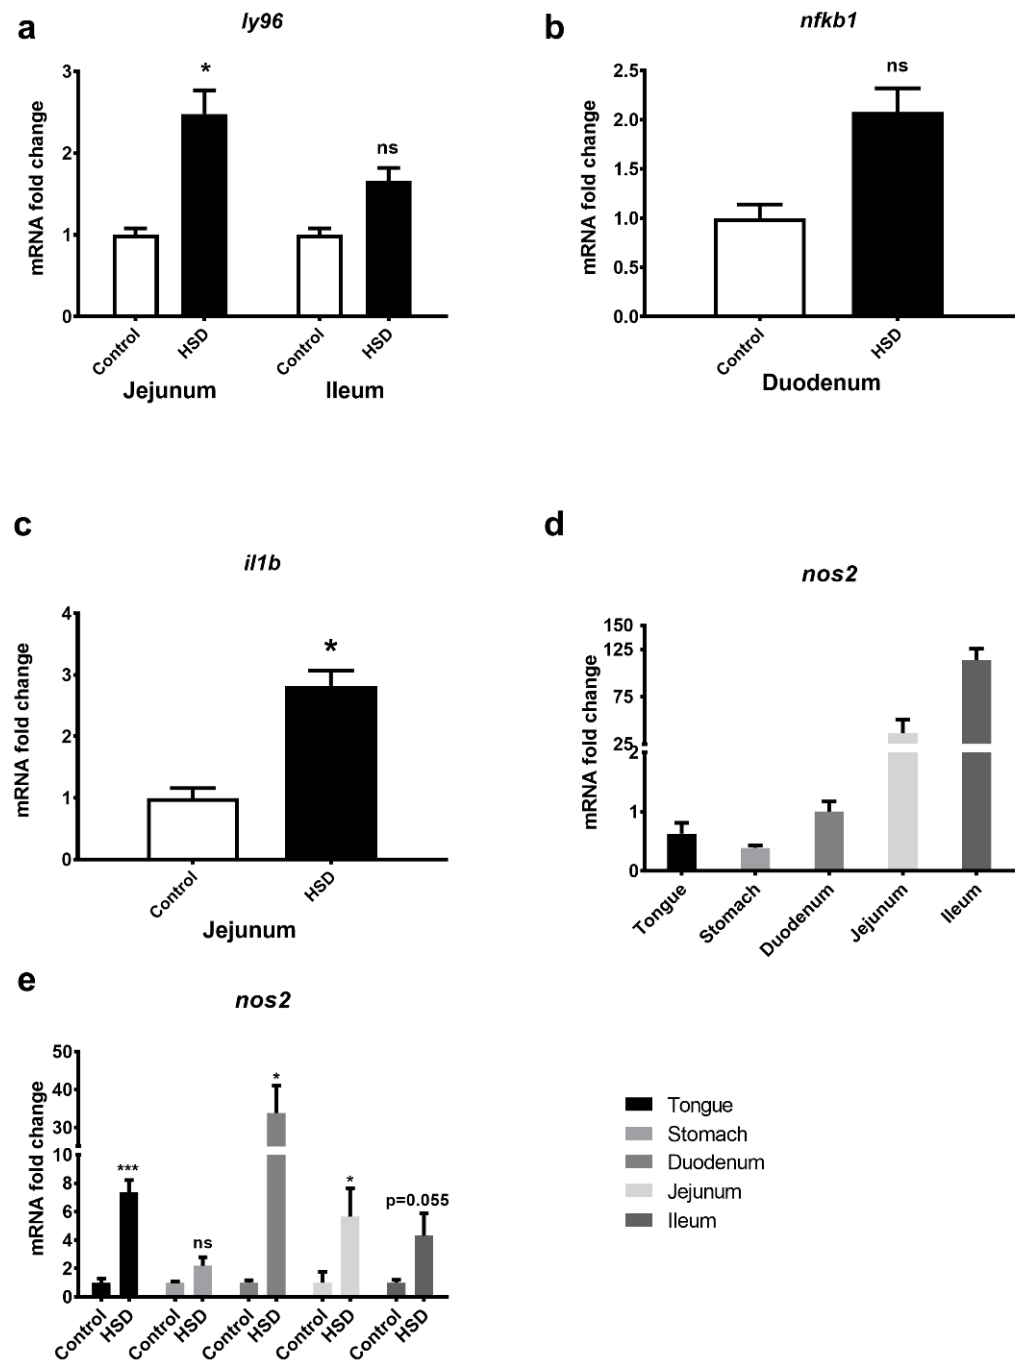 a
ly96
mRNA fold change
3
2
1
0
*
ns
Control
HSD
Control
HSD
Jejunum
Ileum
b
nfkb1
mRNA fold change
2.5
2.0
1.5
1.0
0.5
0.0
ns
Control
HSD
Duodenum
c
il1b
mRNA fold change
4
3
2
1
0
*
Control
HSD
Jejunum
d
nos2
mRNA fold change
150
125
75
25
2
1
0
Tongue
Stomach
Duodenum
Jejunum
Ileum
e
nos2
mRNA fold change
50
40
30
10
8
6
4
2
0
***
ns
*
*
p=0.055
Control
HSD
Control
HSD
Control
HSD
Control
HSD
Control
HSD
Tongue
Stomach
Duodenum
Jejunum
Ileum